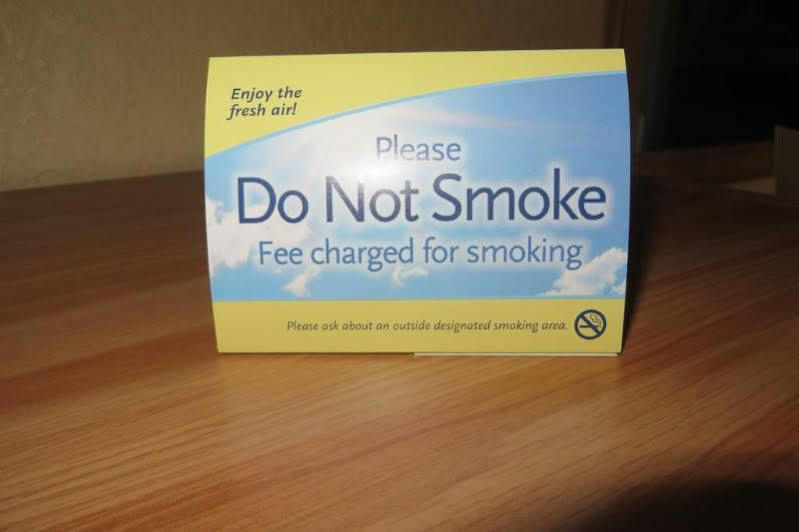 Enjoy the
fresh air!
Please
Do Not Smoke
Fee charged for smoking
Please ask about an outside designated smoking area.